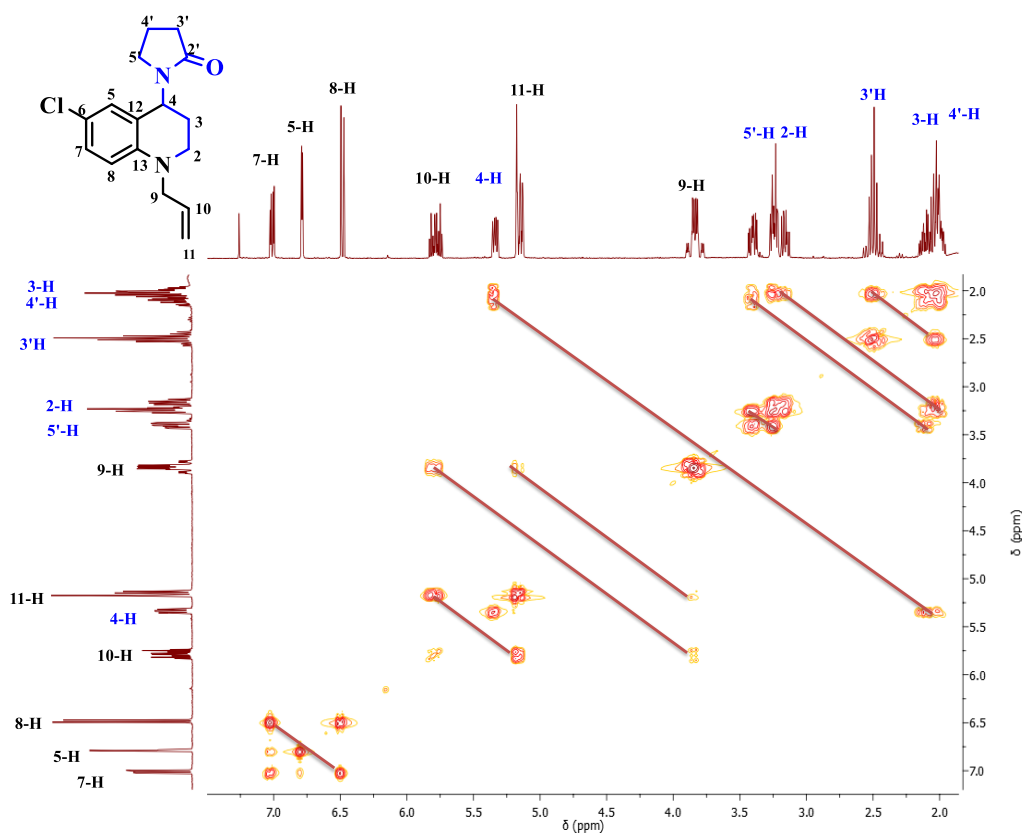 4'
3'
2'
5'
N
O
Cl
5
4
6
12
3
7
13
2
8
N
9
10
11
7-H
5-H
8-H
10-H
4-H
11-H
9-H
5'-H
2-H
3'H
3-H
4'-H
3-H
4'-H
3'H
2-H
5'-H
9-H
11-H
4-H
10-H
8-H
5-H
7-H
2.0
2.5
3.0
3.5
4.0
4.5
5.0
5.5
6.0
6.5
7.0
δ (ppm)
7.0 6.5 6.0 5.5 5.0 4.5 4.0 3.5 3.0 2.5 2.0
δ (ppm)